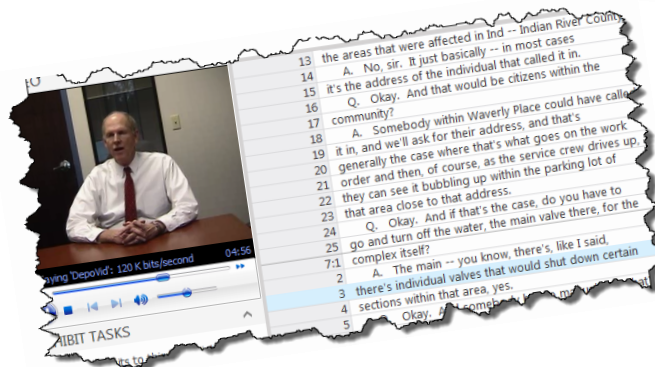 aying 'DepoVid': 120 K bits/second 04:56
HIBIT TASKS
13 the areas that were affected in Ind -- Indian River County,
14 A. No, sir. It just basically -- in most cases
15 it's the address of the individual that called it in.
16 Q. Okay. And that would be citizens within the
17 community?
18 A. Somebody within Waverly Place could have calle
19 it in, and we'll ask for their address, and that's
20 generally the case where that's what goes on the work
21 order and then, of course, as the service crew drives up,
22 they can see it bubbling up within the parking lot of
23 that area close to that address.
24 Q. Okay. And if that's the case, do you have to
25 go and turn off the water, the main valve there, for the
7:1 complex itself?
2 A. The main -- you know, there's, like I said,
3 there's individual valves that would shut down certain
4 sections within that area, yes.
5 Okay.